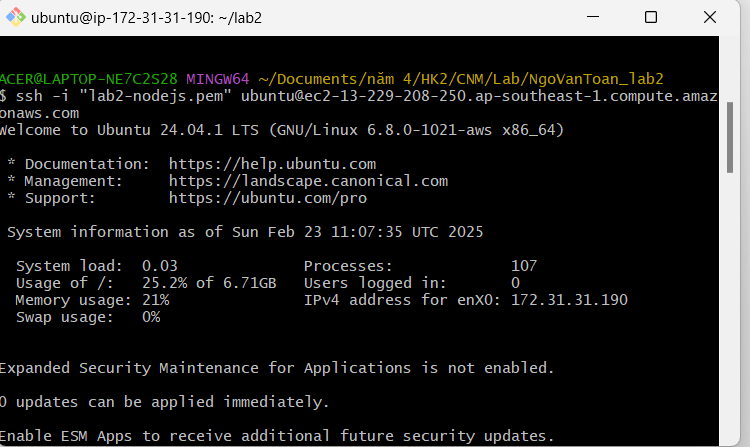 ubuntu@ip-172-31-31-190: ~/lab2
ACER@LAPTOP-NE7C2S28 MINGW64 ~/Documents/năm 4/HK2/CNM/Lab/NgoVanToan_lab2
$ ssh -i "lab2-nodejs.pem" ubuntu@ec2-13-229-208-250.ap-southeast-1.compute.amaz
onaws.com
Welcome to Ubuntu 24.04.1 LTS (GNU/Linux 6.8.0-1021-aws x86_64)
* Documentation: https://help.ubuntu.com
* Management: https://landscape.canonical.com
* Support: https://ubuntu.com/pro
System information as of Sun Feb 23 11:07:35 UTC 2025
System load: 0.03 Processes: 107
Usage of /: 25.2% of 6.71GB Users logged in: 0
Memory usage: 21% IPv4 address for enX0: 172.31.31.190
Swap usage: 0%
Expanded Security Maintenance for Applications is not enabled.
0 updates can be applied immediately.
Enable ESM Apps to receive additional future security updates.